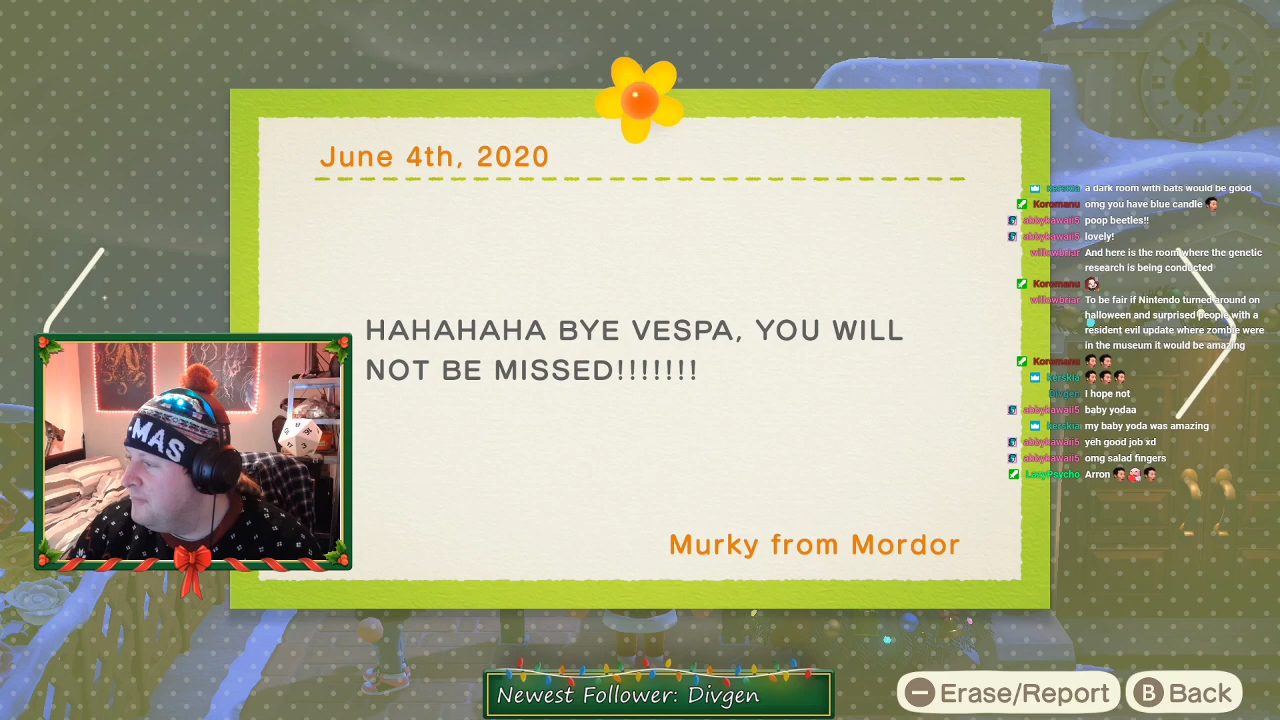 June 4th, 2020
HAHAHAHA BYE VESPA, YOU WILL
NOT BE MISSED!!!!!!!
Murky from Mordor
kerskia a dark room with bats would be good
Koromanu omg you have blue candle
abbykawaii5 poop beetles!!
abbykawaii5 lovely!
willowbriar And here is the room where the genetic
research is being conducted
Koromanu
willowbriar To be fair if Nintendo turned around on
halloween and surprised people with a
resident evil update where zombie were
in the museum it would be amazing
Koromanu
kerskia
Divgen I hope not
abbykawaii5 baby yodaa
kerskia my baby yoda was amazing
abbykawaii5 yeh good job xd
abbykawaii5 omg salad fingers
LazyPsycho Arron
-MAS
Newest Follower: Divgen
Erase/Report
B Back